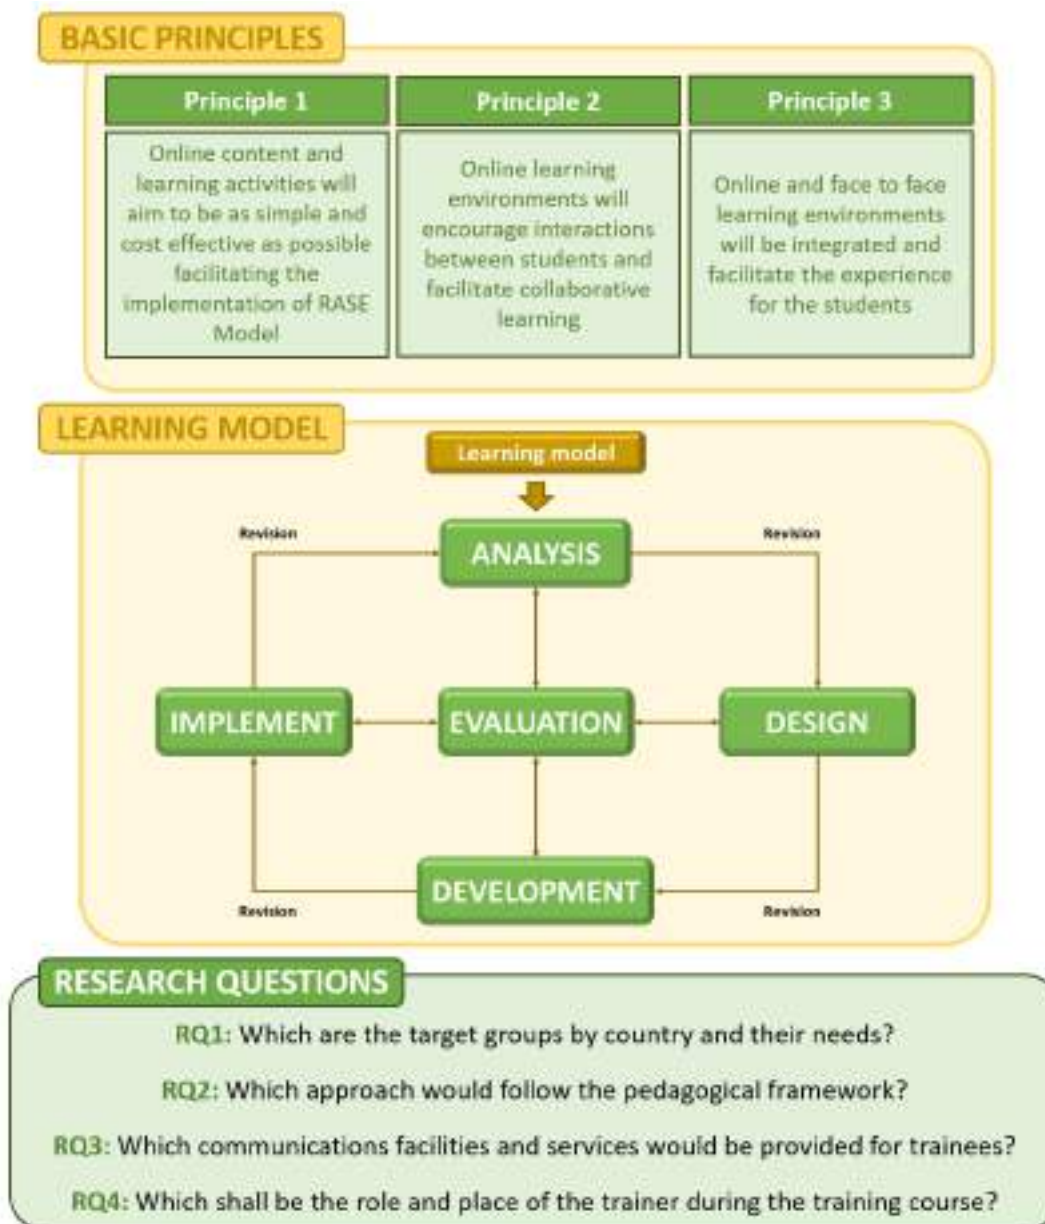 BASIC PRINCIPLES
Principle 1
Online content and
learning activities will
aim to be as simple and
cost effective as possible
facilitating the
implementation of RASE
Model
Principle 2
Online learning
environments will
encourage interactions
between students and
facilitate collaborative
learning
Principle 3
Online and face to face
learning environments
will be integrated and
facilitate the experience
for the students
LEARNING MODEL
Learning model
Revision
Revision
ANALYSIS
IMPLEMENT
EVALUATION
DESIGN
DEVELOPMENT
Revision
Revision
RESEARCH QUESTIONS
RQ1: Which are the target groups by country and their needs?
RQ2: Which approach would follow the pedagogical framework?
RQ3: Which communications facilities and services would be provided for trainees?
RQ4: Which shall be the role and place of the trainer during the training course?